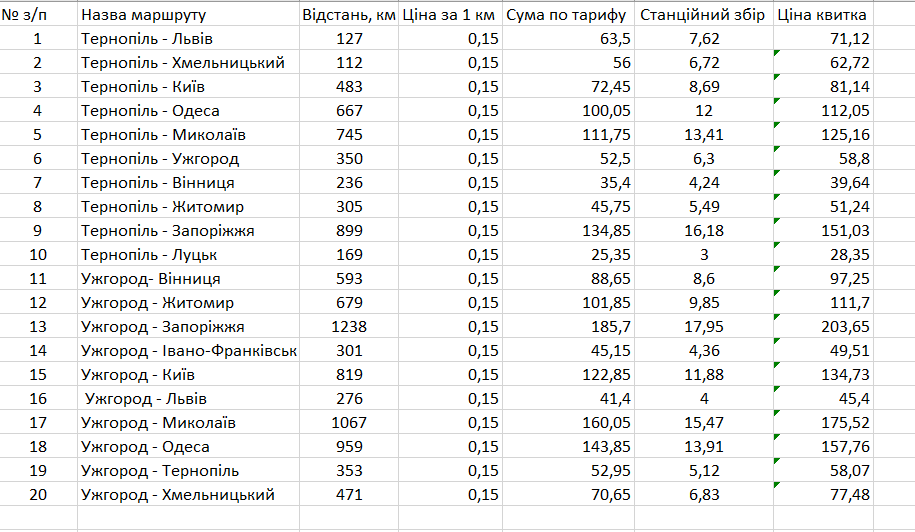 № з/п Назва маршруту Відстань, км Ціна за 1 км Сума по тарифу Станційний збір Ціна квитка
1 Тернопіль - Львів 127 0,15 63,5 7,62 71,12
2 Тернопіль - Хмельницький 112 0,15 56 6,72 62,72
3 Тернопіль - Київ 483 0,15 72,45 8,69 81,14
4 Тернопіль - Одеса 667 0,15 100,05 12 112,05
5 Тернопіль - Миколаїв 745 0,15 111,75 13,41 125,16
6 Тернопіль - Ужгород 350 0,15 52,5 6,3 58,8
7 Тернопіль - Вінниця 236 0,15 35,4 4,24 39,64
8 Тернопіль - Житомир 305 0,15 45,75 5,49 51,24
9 Тернопіль - Запоріжжя 899 0,15 134,85 16,18 151,03
10 Тернопіль - Луцьк 169 0,15 25,35 3 28,35
11 Ужгород- Вінниця 593 0,15 88,65 8,6 97,25
12 Ужгород - Житомир 679 0,15 101,85 9,85 111,7
13 Ужгород - Запоріжжя 1238 0,15 185,7 17,95 203,65
14 Ужгород - Івано-Франківськ 301 0,15 45,15 4,36 49,51
15 Ужгород - Київ 819 0,15 122,85 11,88 134,73
16 Ужгород - Львів 276 0,15 41,4 4 45,4
17 Ужгород - Миколаїв 1067 0,15 160,05 15,47 175,52
18 Ужгород - Одеса 959 0,15 143,85 13,91 157,76
19 Ужгород - Тернопіль 353 0,15 52,95 5,12 58,07
20 Ужгород - Хмельницький 471 0,15 70,65 6,83 77,48